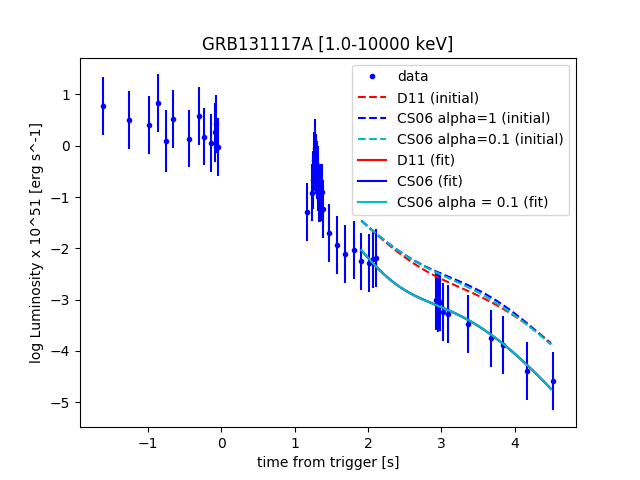 GRB131117A [1.0-10000 keV]
data
D11 (initial)
CS06 alpha=1 (initial)
CS06 alpha=0.1 (initial)
D11 (fit)
CS06 (fit)
CS06 alpha = 0.1 (fit)
log Luminosity x 10^51 [erg s^-1]
1
0
−1
−2
−3
−4
−5
−1 0 1 2 3 4
time from trigger [s]